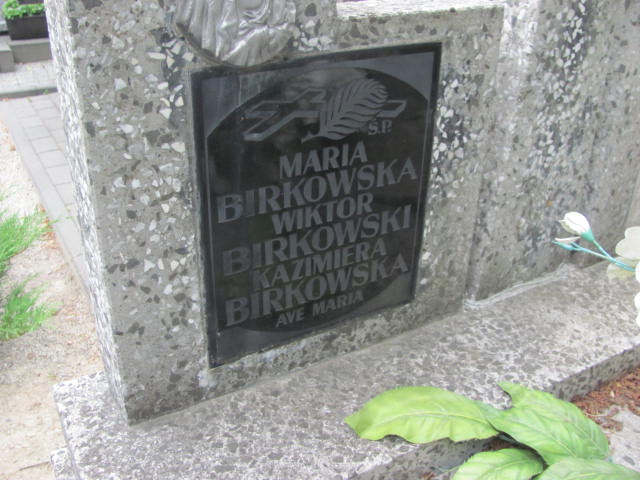 Ś.P.
MARIA
BIRKOWSKA
WIKTOR
BIRKOWSKI
KAZIMIERA
BIRKOWSKA
AVE MARIA